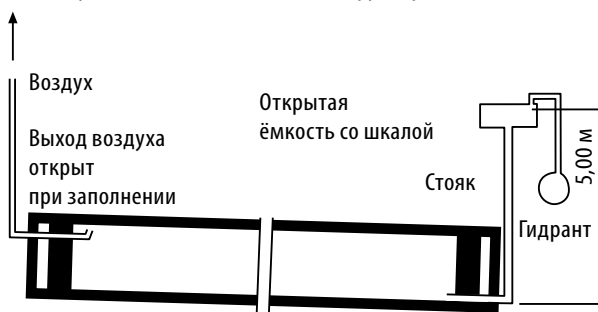 Воздух
Выход воздуха
открыт
при заполнении
Открытая
ёмкость со шкалой
Стояк
5,00 м
Гидрант